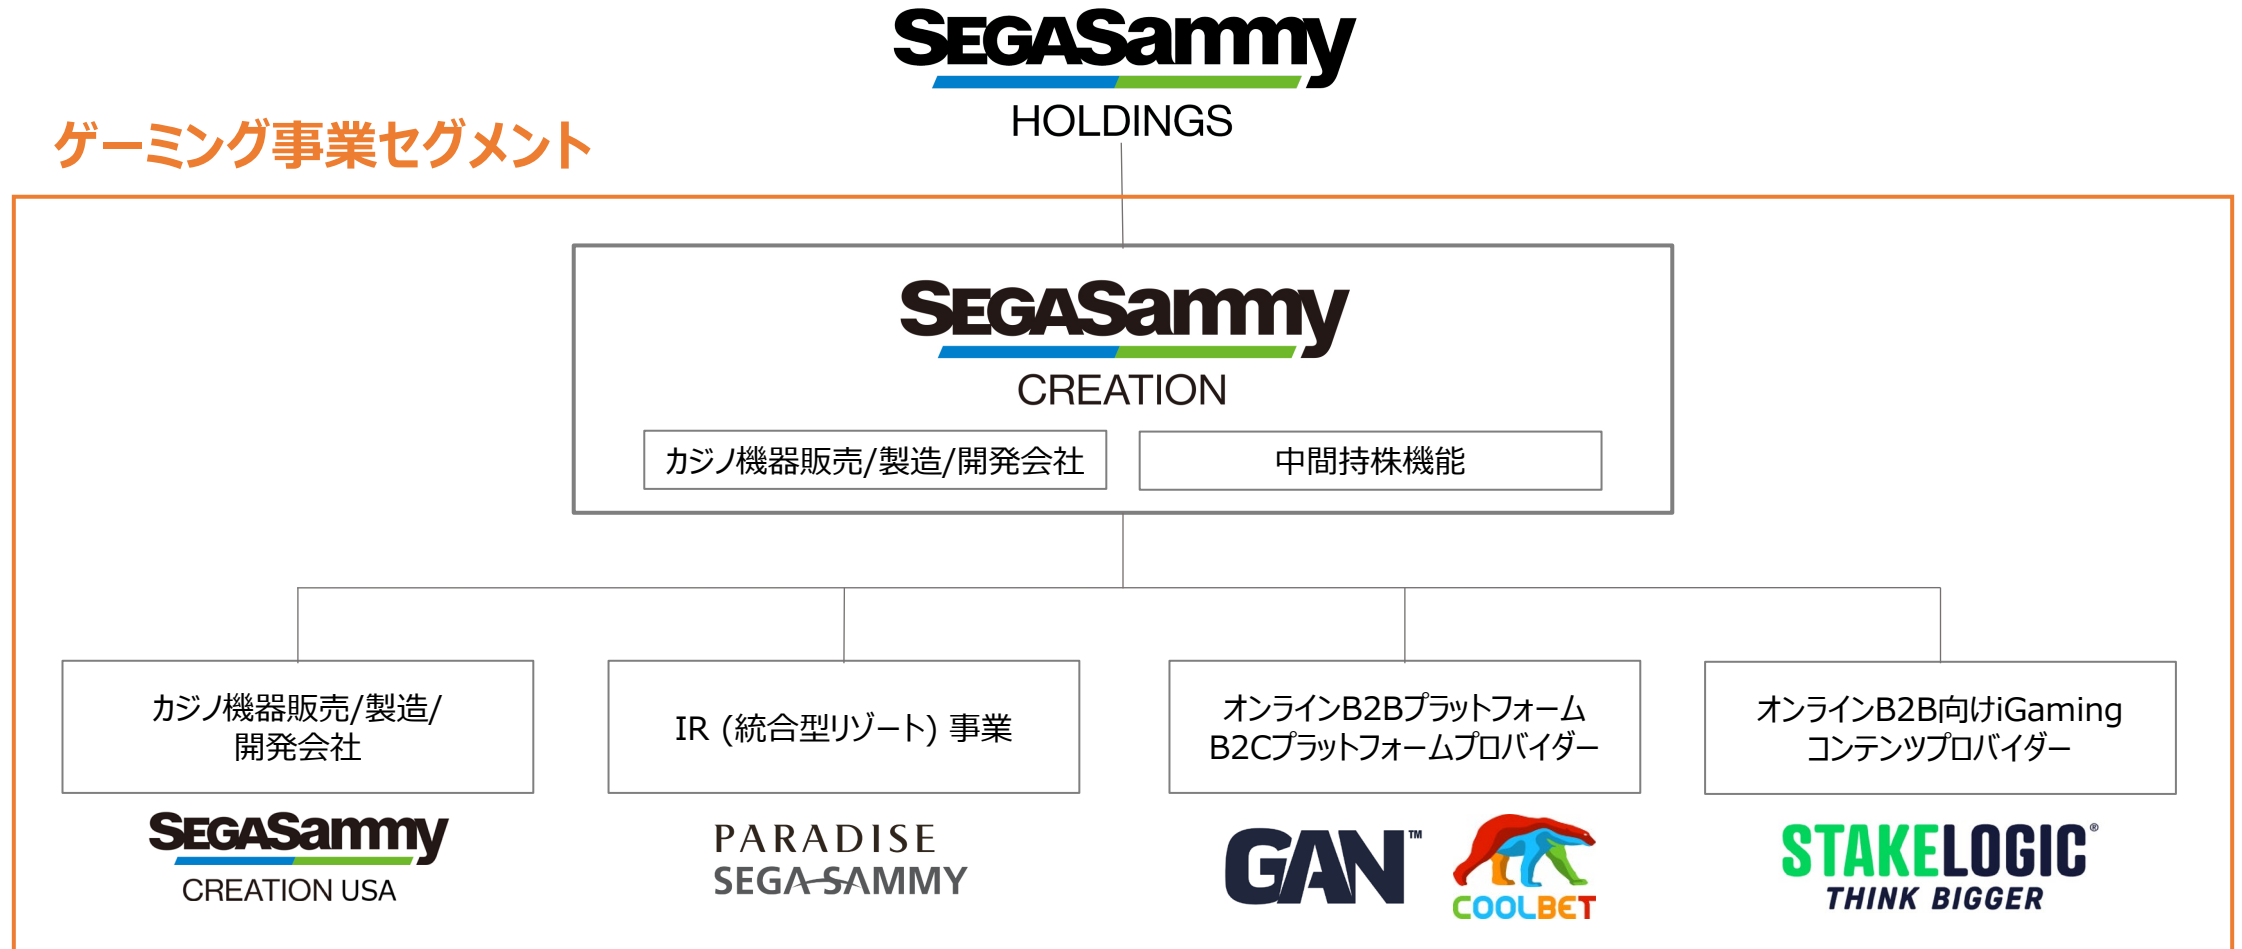 SEGASammy
HOLDINGS
ゲーミング事業セグメント
SEGASammy
CREATION
カジノ機器販売/製造/開発会社
中間持株機能
カジノ機器販売/製造/
開発会社
IR (統合型リゾート) 事業
オンラインB2Bプラットフォーム
B2Cプラットフォームプロバイダー
オンラインB2B向けiGaming
コンテンツプロバイダー
SEGASammy
CREATION USA
PARADISE
SEGA SAMMY
GAN™
COOLBET
STAKELOGIC®
THINK BIGGER